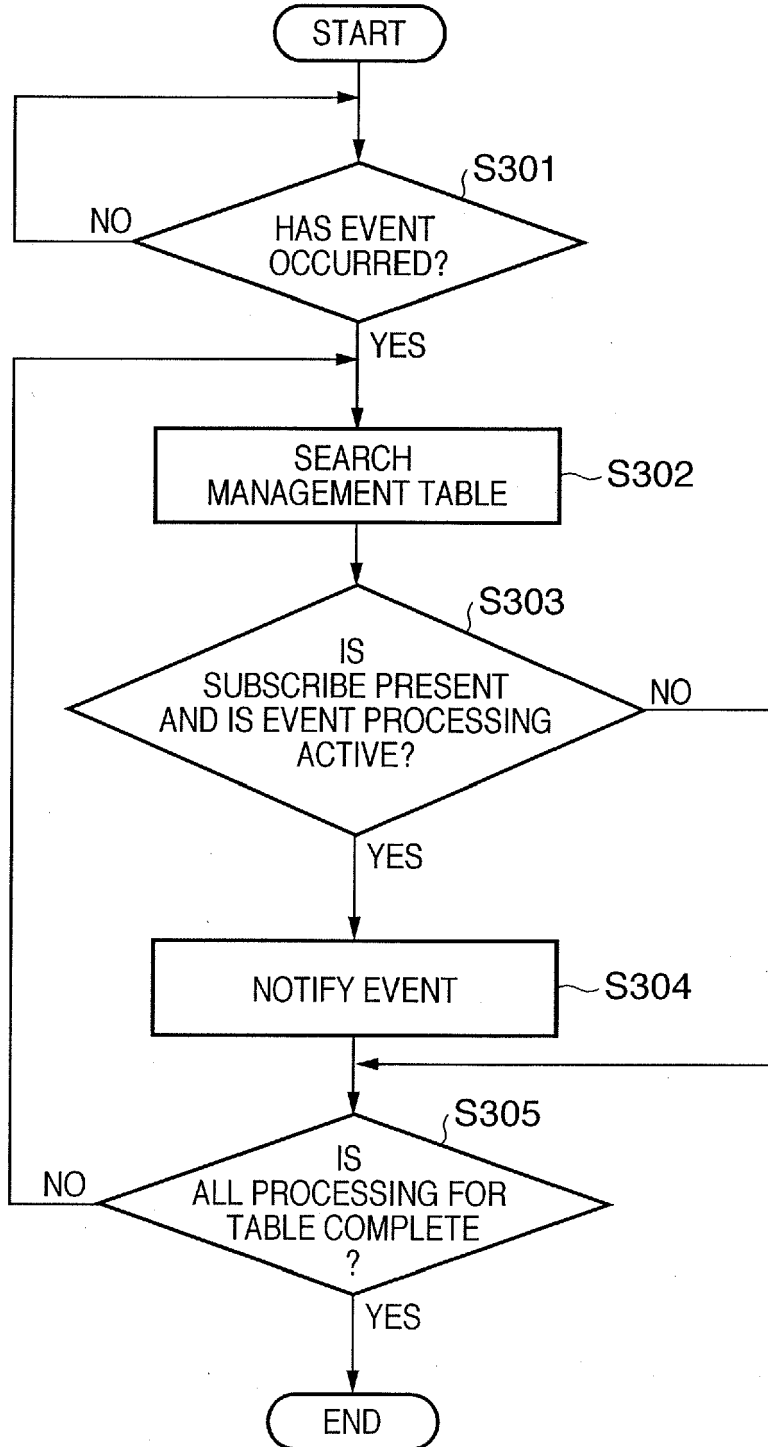 START
S301
NO
HAS EVENT
OCCURRED?
YES
SEARCH
MANAGEMENT TABLE
S302
S303
IS
SUBSCRIBE PRESENT
AND IS EVENT PROCESSING
ACTIVE?
NO
YES
NOTIFY EVENT
S304
S305
IS
ALL PROCESSING FOR
TABLE COMPLETE
?
NO
YES
END